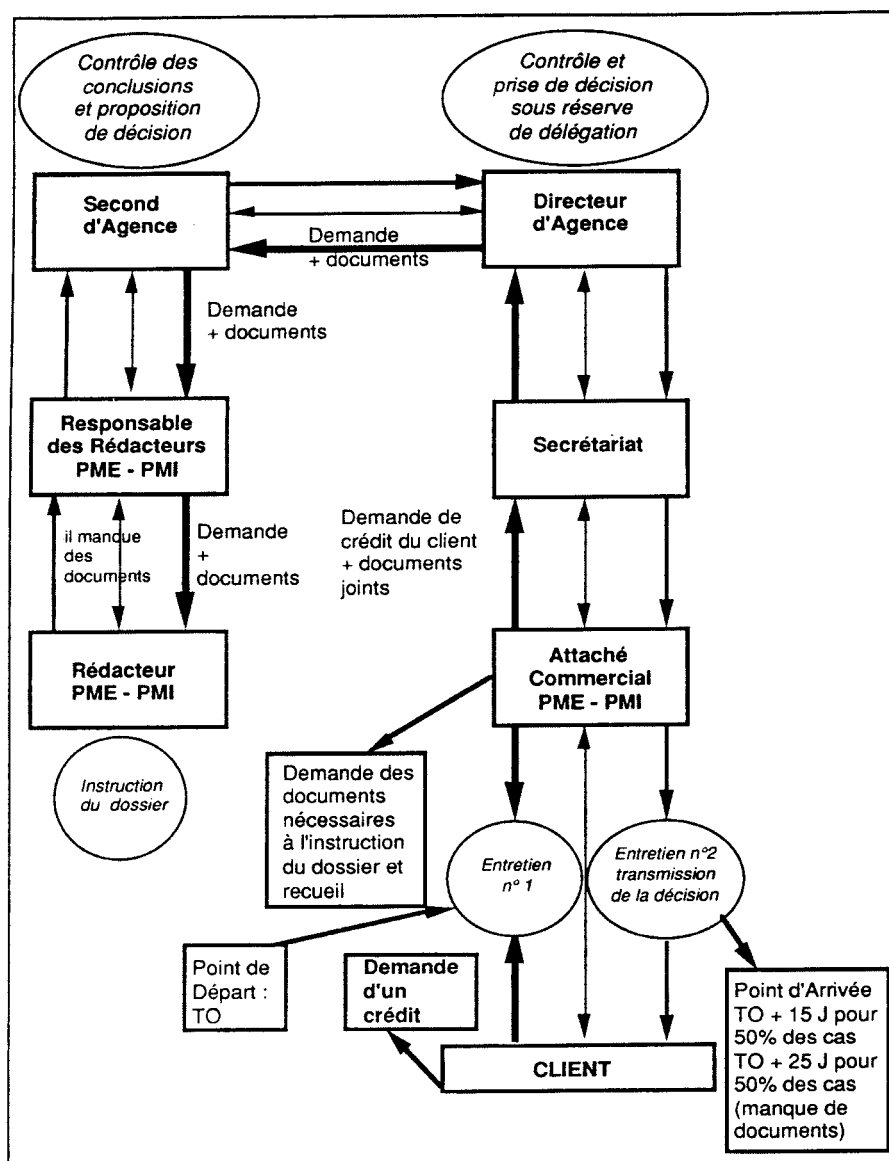 Contrôle des
conclusions
et proposition
de décision
Contrôle et
prise de décision
sous réserve
de délégation
Second
d'Agence
Directeur
d'Agence
Demande
+ documents
Demande
+ documents
Responsable
des Rédacteurs
PME - PMI
Secrétariat
il manque
des
documents
Demande
+
documents
Demande de
crédit du client
+ documents
joints
Rédacteur
PME - PMI
Attaché
Commercial
PME - PMI
Instruction
du dossier
Demande des
documents
nécessaires
à l'instruction
du dossier et
recueil
Entretien
n° 1
Entretien n°2
transmission
de la décision
Point de
Départ :
TO
Demande
d'un
crédit
Point d'Arrivée
TO + 15 J pour
50% des cas
TO + 25 J pour
50% des cas
(manque de
documents)
CLIENT